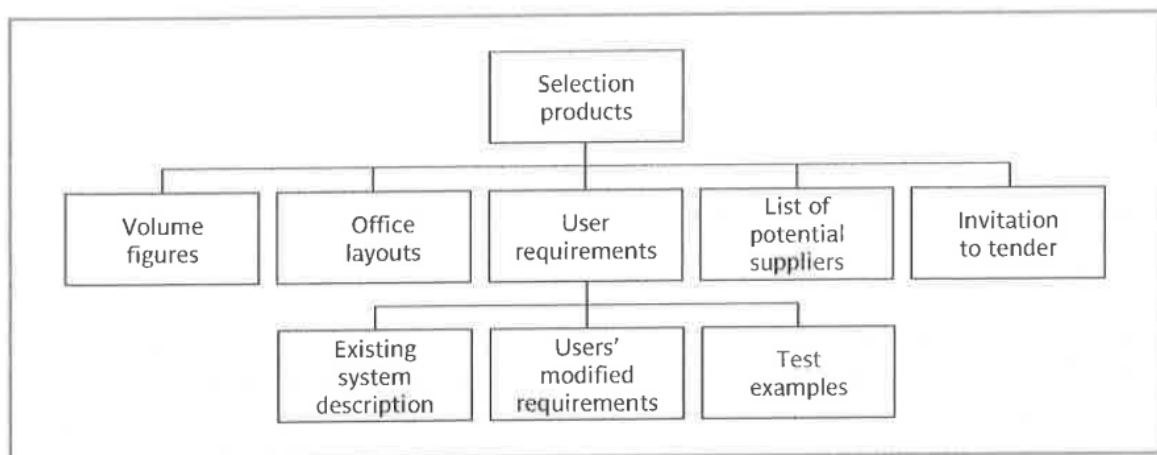 Selection
products
Volume
figures
Office
layouts
User
requirements
List of
potential
suppliers
Invitation
to tender
Existing
system
description
Users'
modified
requirements
Test
examples